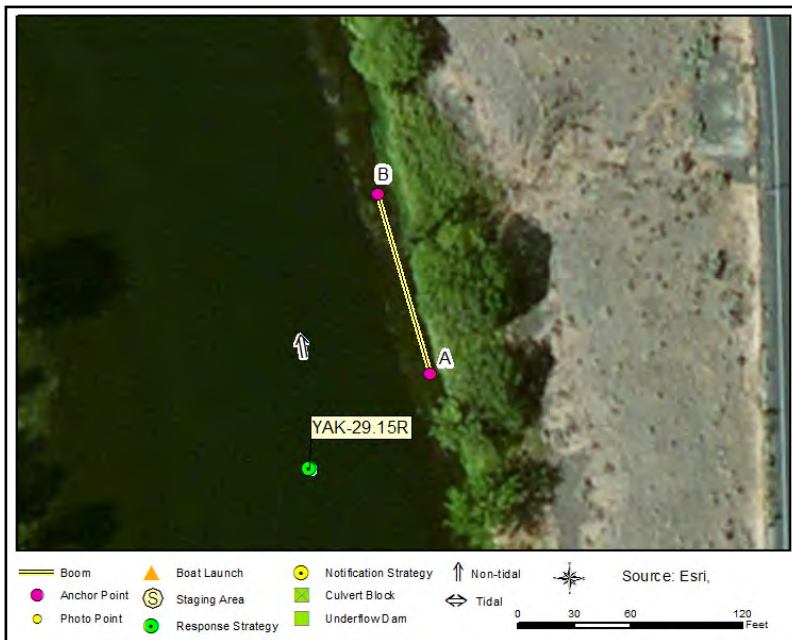 B
A
YAK-29.15R
Boom
Boat Launch
Notification Strategy
Non-tidal
Source: Esri,
Anchor Point
S
Staging Area
Culvert Block
Tidal
Photo Point
Response Strategy
Underflow Dam
0 30 60 120
Feet